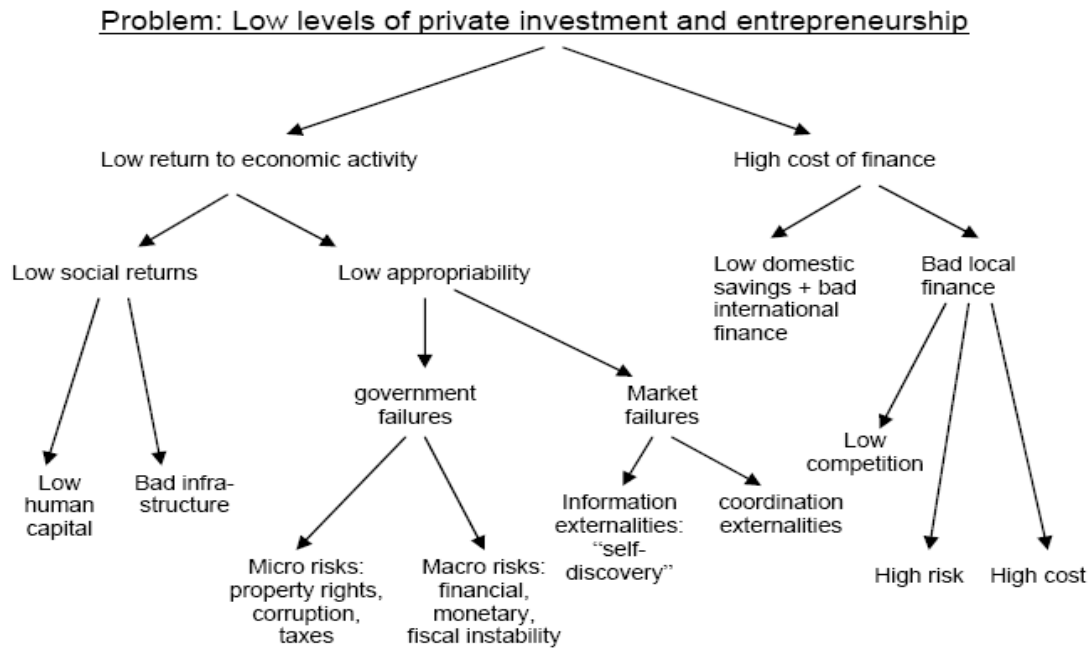 Problem: Low levels of private investment and entrepreneurship
Low return to economic activity
High cost of finance
Low social returns
Low appropriability
Low domestic
savings + bad
international
finance
Bad local
finance
government
failures
Market
failures
Low
competition
Low
human
capital
Bad infra-
structure
Information
externalities:
“self-
discovery”
coordination
externalities
Micro risks:
property rights,
corruption,
taxes
Macro risks:
financial,
monetary,
fiscal instability
High risk
High cost